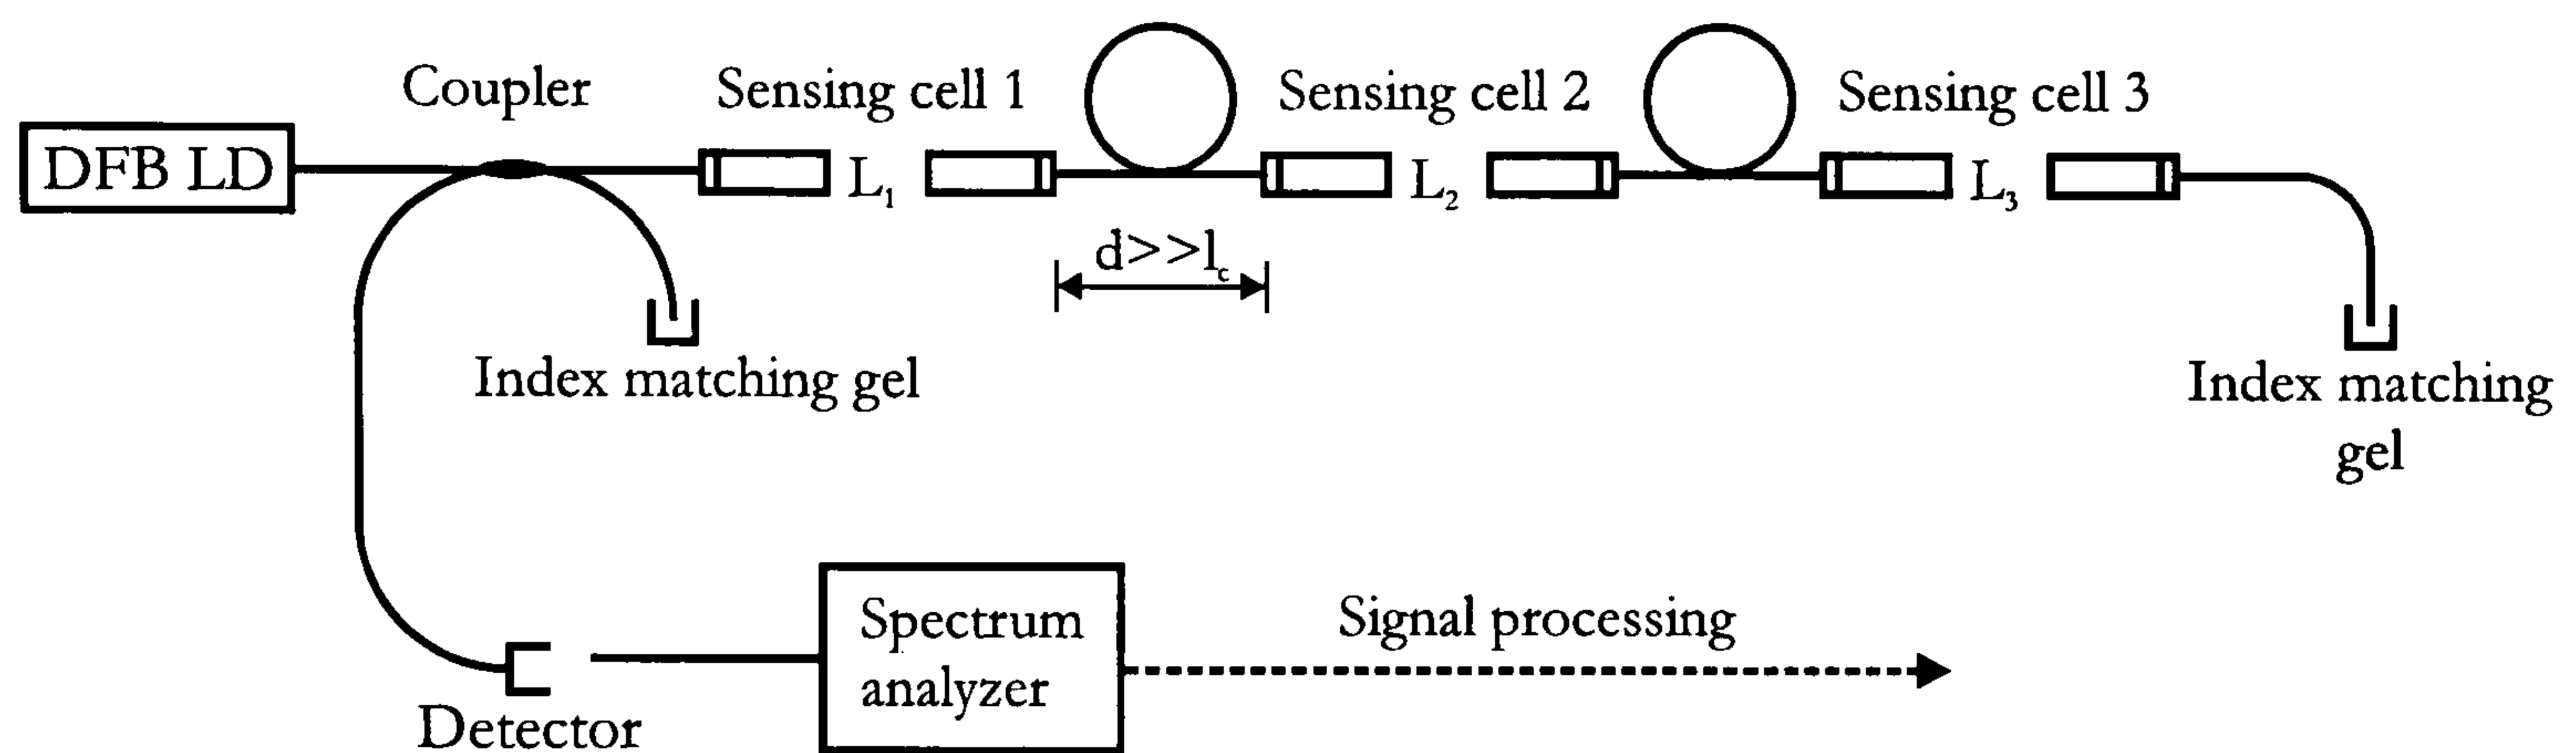 Coupler
Sensing cell 1
Sensing cell 2
Sensing cell 3
DFB LD
L₁
L₂
L₃
d>>l꜀
Index matching gel
Index matching
gel
Spectrum
analyzer
Signal processing
Detector